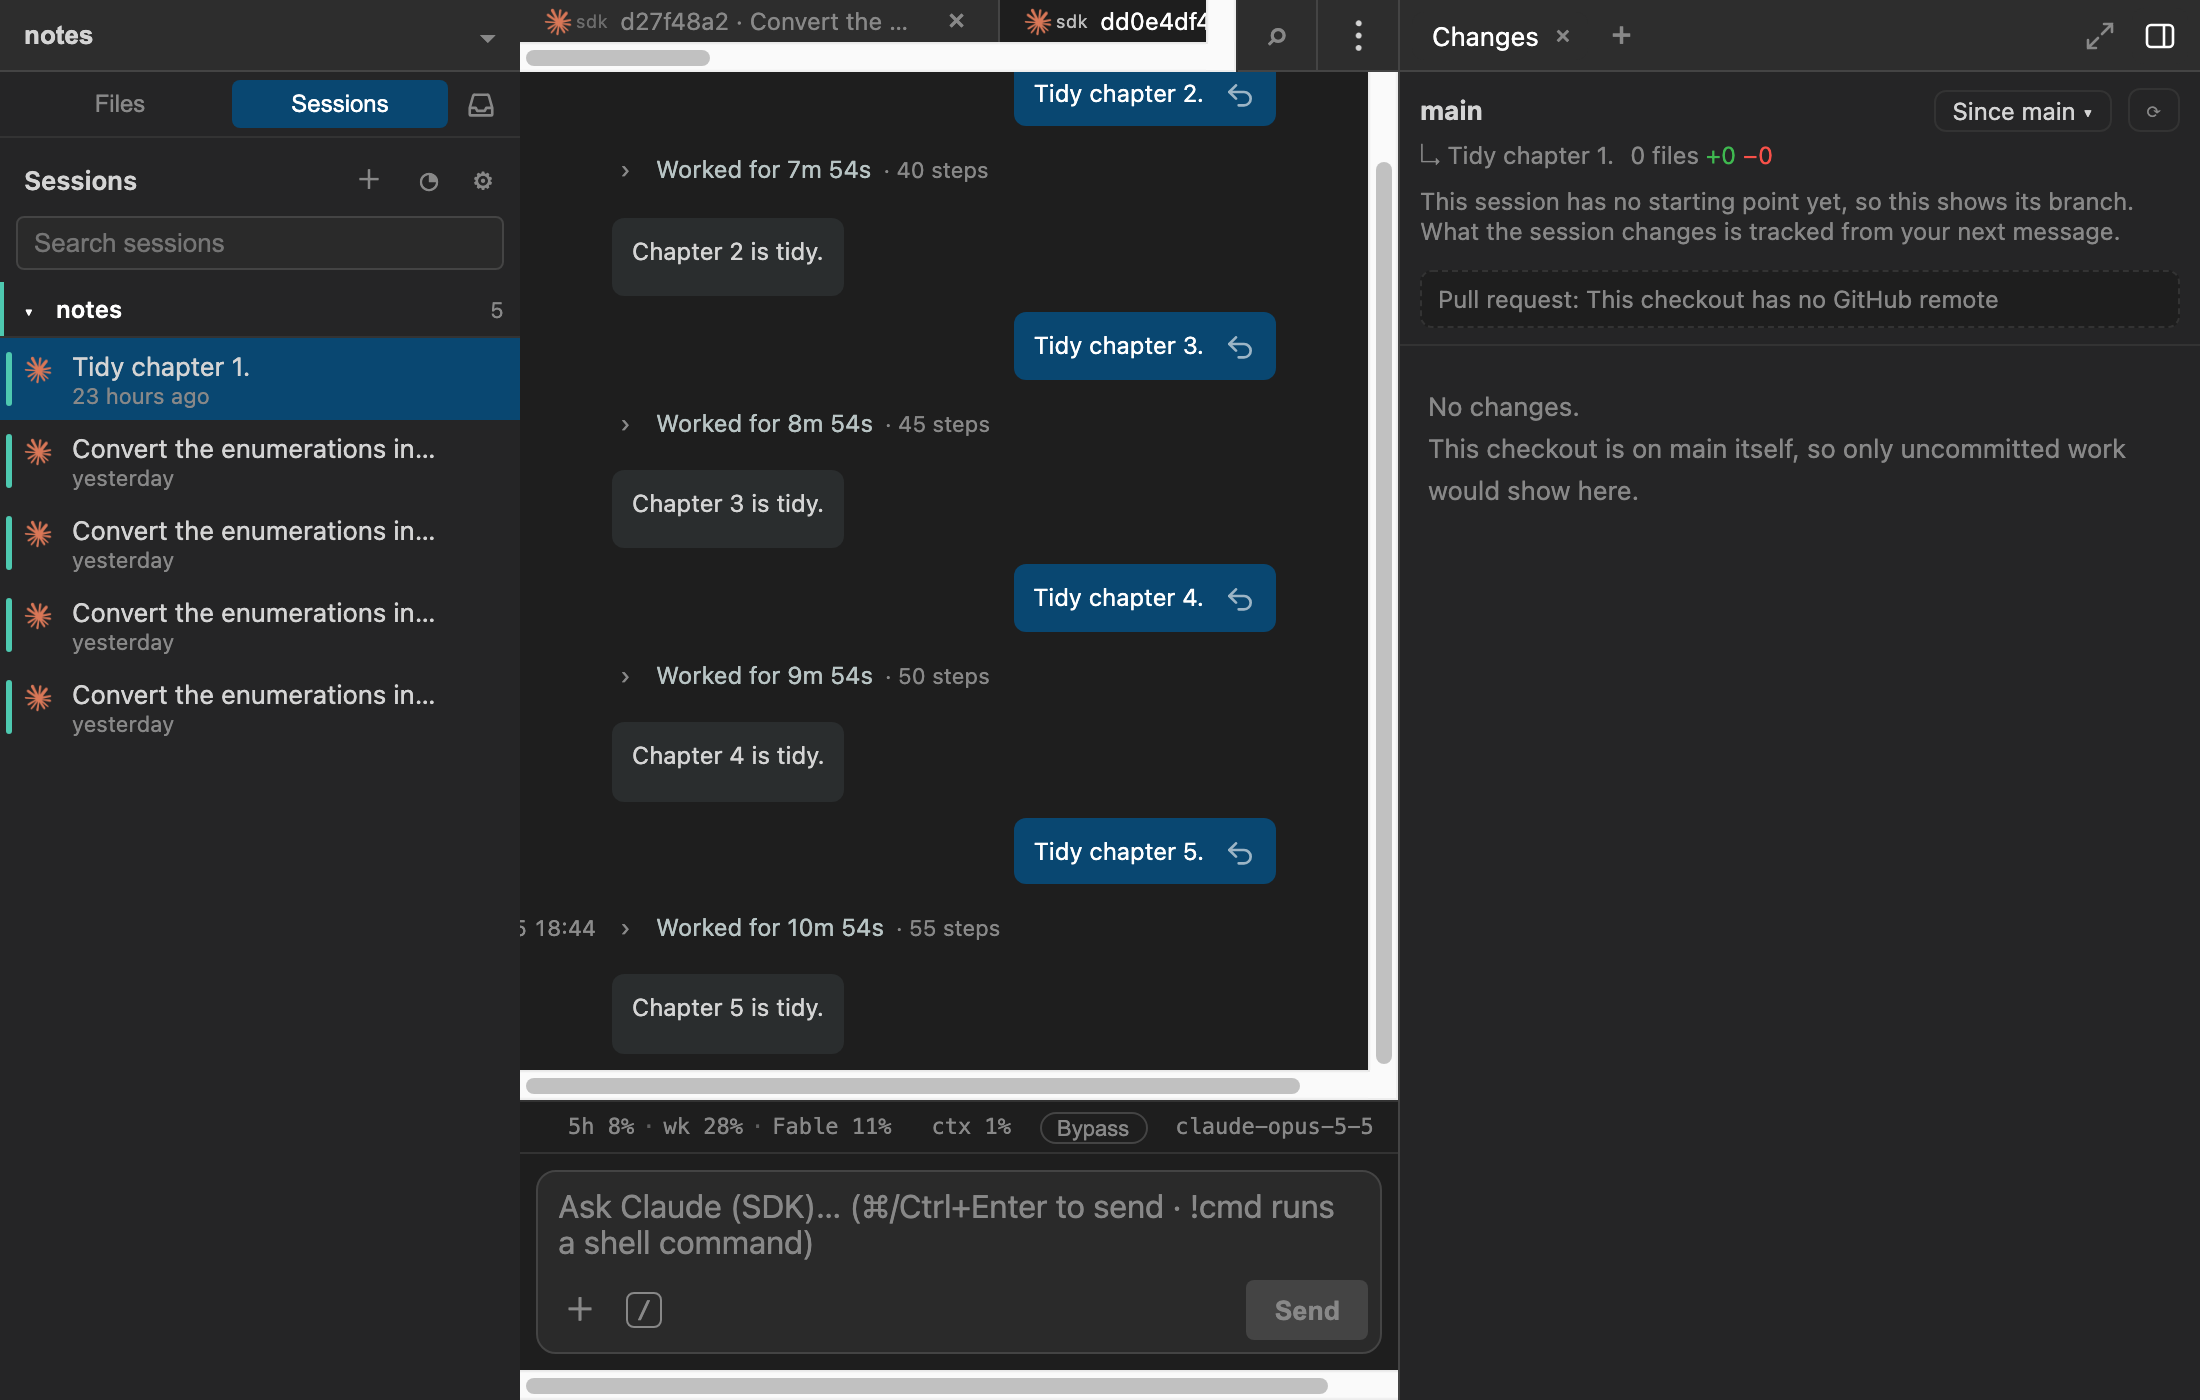 notes
Files
Sessions
Sessions
Search sessions
notes
5
Tidy chapter 1.
23 hours ago
Convert the enumerations in...
yesterday
Convert the enumerations in...
yesterday
Convert the enumerations in...
yesterday
Convert the enumerations in...
yesterday
sdk d27f48a2 · Convert the ...
sdk dd0e4df4
Tidy chapter 2.
Worked for 7m 54s · 40 steps
Chapter 2 is tidy.
Tidy chapter 3.
Worked for 8m 54s · 45 steps
Chapter 3 is tidy.
Tidy chapter 4.
Worked for 9m 54s · 50 steps
Chapter 4 is tidy.
Tidy chapter 5.
18:44
Worked for 10m 54s · 55 steps
Chapter 5 is tidy.
5h 8% · wk 28% · Fable 11% ctx 1% Bypass claude-opus-5-5
Ask Claude (SDK)... (⌘/Ctrl+Enter to send · !cmd runs
a shell command)
/
Send
Changes
main
Since main
Tidy chapter 1. 0 files +0 −0
This session has no starting point yet, so this shows its branch.
What the session changes is tracked from your next message.
Pull request: This checkout has no GitHub remote
No changes.
This checkout is on main itself, so only uncommitted work
would show here.